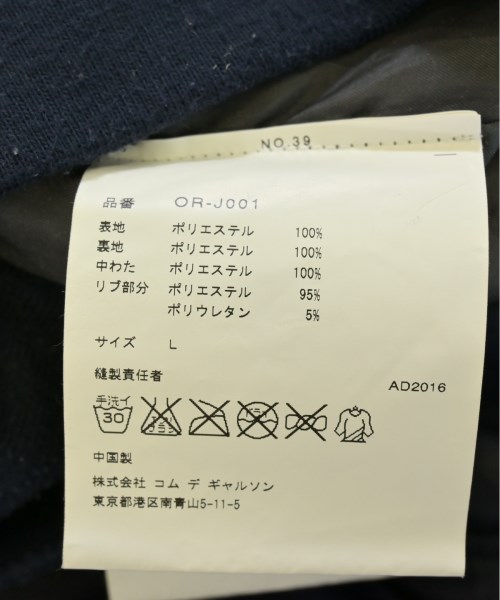 NO.39
品番 OR-J001
表地 ポリエステル 100%
裏地 ポリエステル 100%
中わた ポリエステル 100%
リブ部分 ポリエステル 95%
ポリウレタン 5%
サイズ L
縫製責任者
AD2016
手洗イ
30
ドライ
中国製
株式会社 コム デ ギャルソン
東京都港区南青山5-11-5